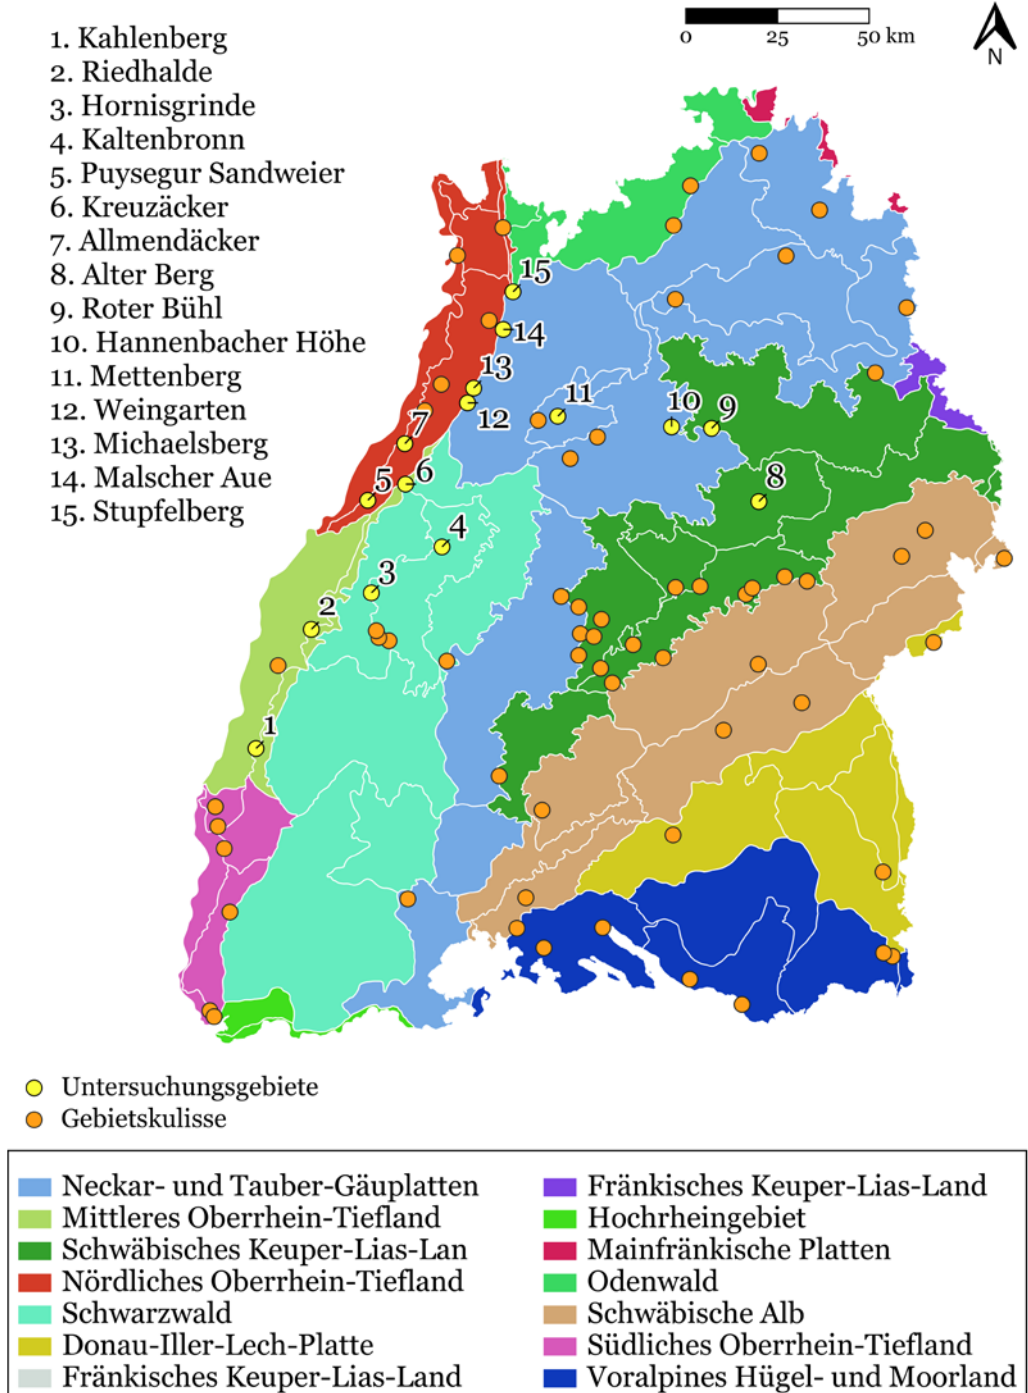 0 25 50 km
N
1. Kahlenberg
2. Riedhalde
3. Hornisgrinde
4. Kaltenbronn
5. Puysegur Sandweier
6. Kreuzäcker
7. Allmendäcker
8. Alter Berg
9. Roter Bühl
10. Hannenbacher Höhe
11. Mettenberg
12. Weingarten
13. Michaelsberg
14. Malscher Aue
15. Stupfelberg
15
14
13
12
11
10
9
7
6
5
8
4
3
2
1
Untersuchungsgebiete
Gebietskulisse
Neckar- und Tauber-Gäuplatten
Mittleres Oberrhein-Tiefland
Schwäbisches Keuper-Lias-Lan
Nördliches Oberrhein-Tiefland
Schwarzwald
Donau-Iller-Lech-Platte
Fränkisches Keuper-Lias-Land
Fränkisches Keuper-Lias-Land
Hochrheingebiet
Mainfränkische Platten
Odenwald
Schwäbische Alb
Südliches Oberrhein-Tiefland
Voralpines Hügel- und Moorland